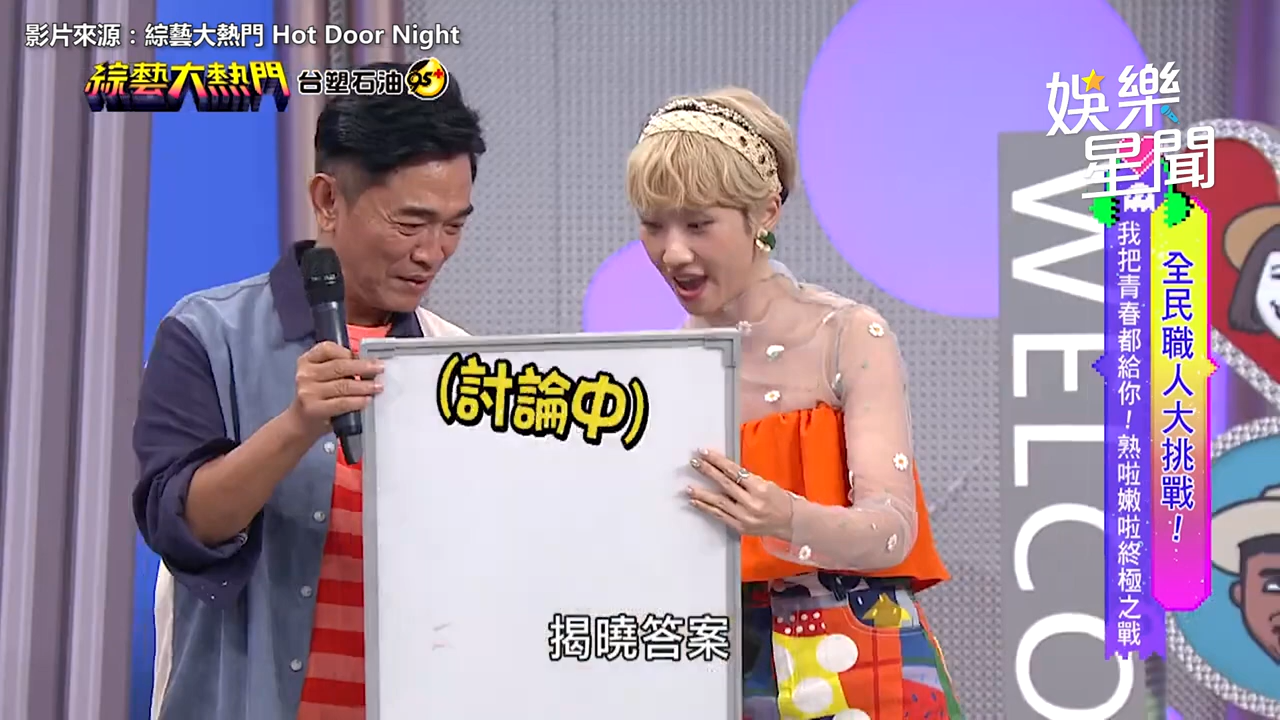 影片來源：綜藝大熱門 Hot Door Night
綜藝大熱門
台塑石油 95+
娛樂
星聞
全民職人大挑戰！
我把青春都給你！熟啦嫩啦終極之戰
WELCO
(討論中)
揭曉答案